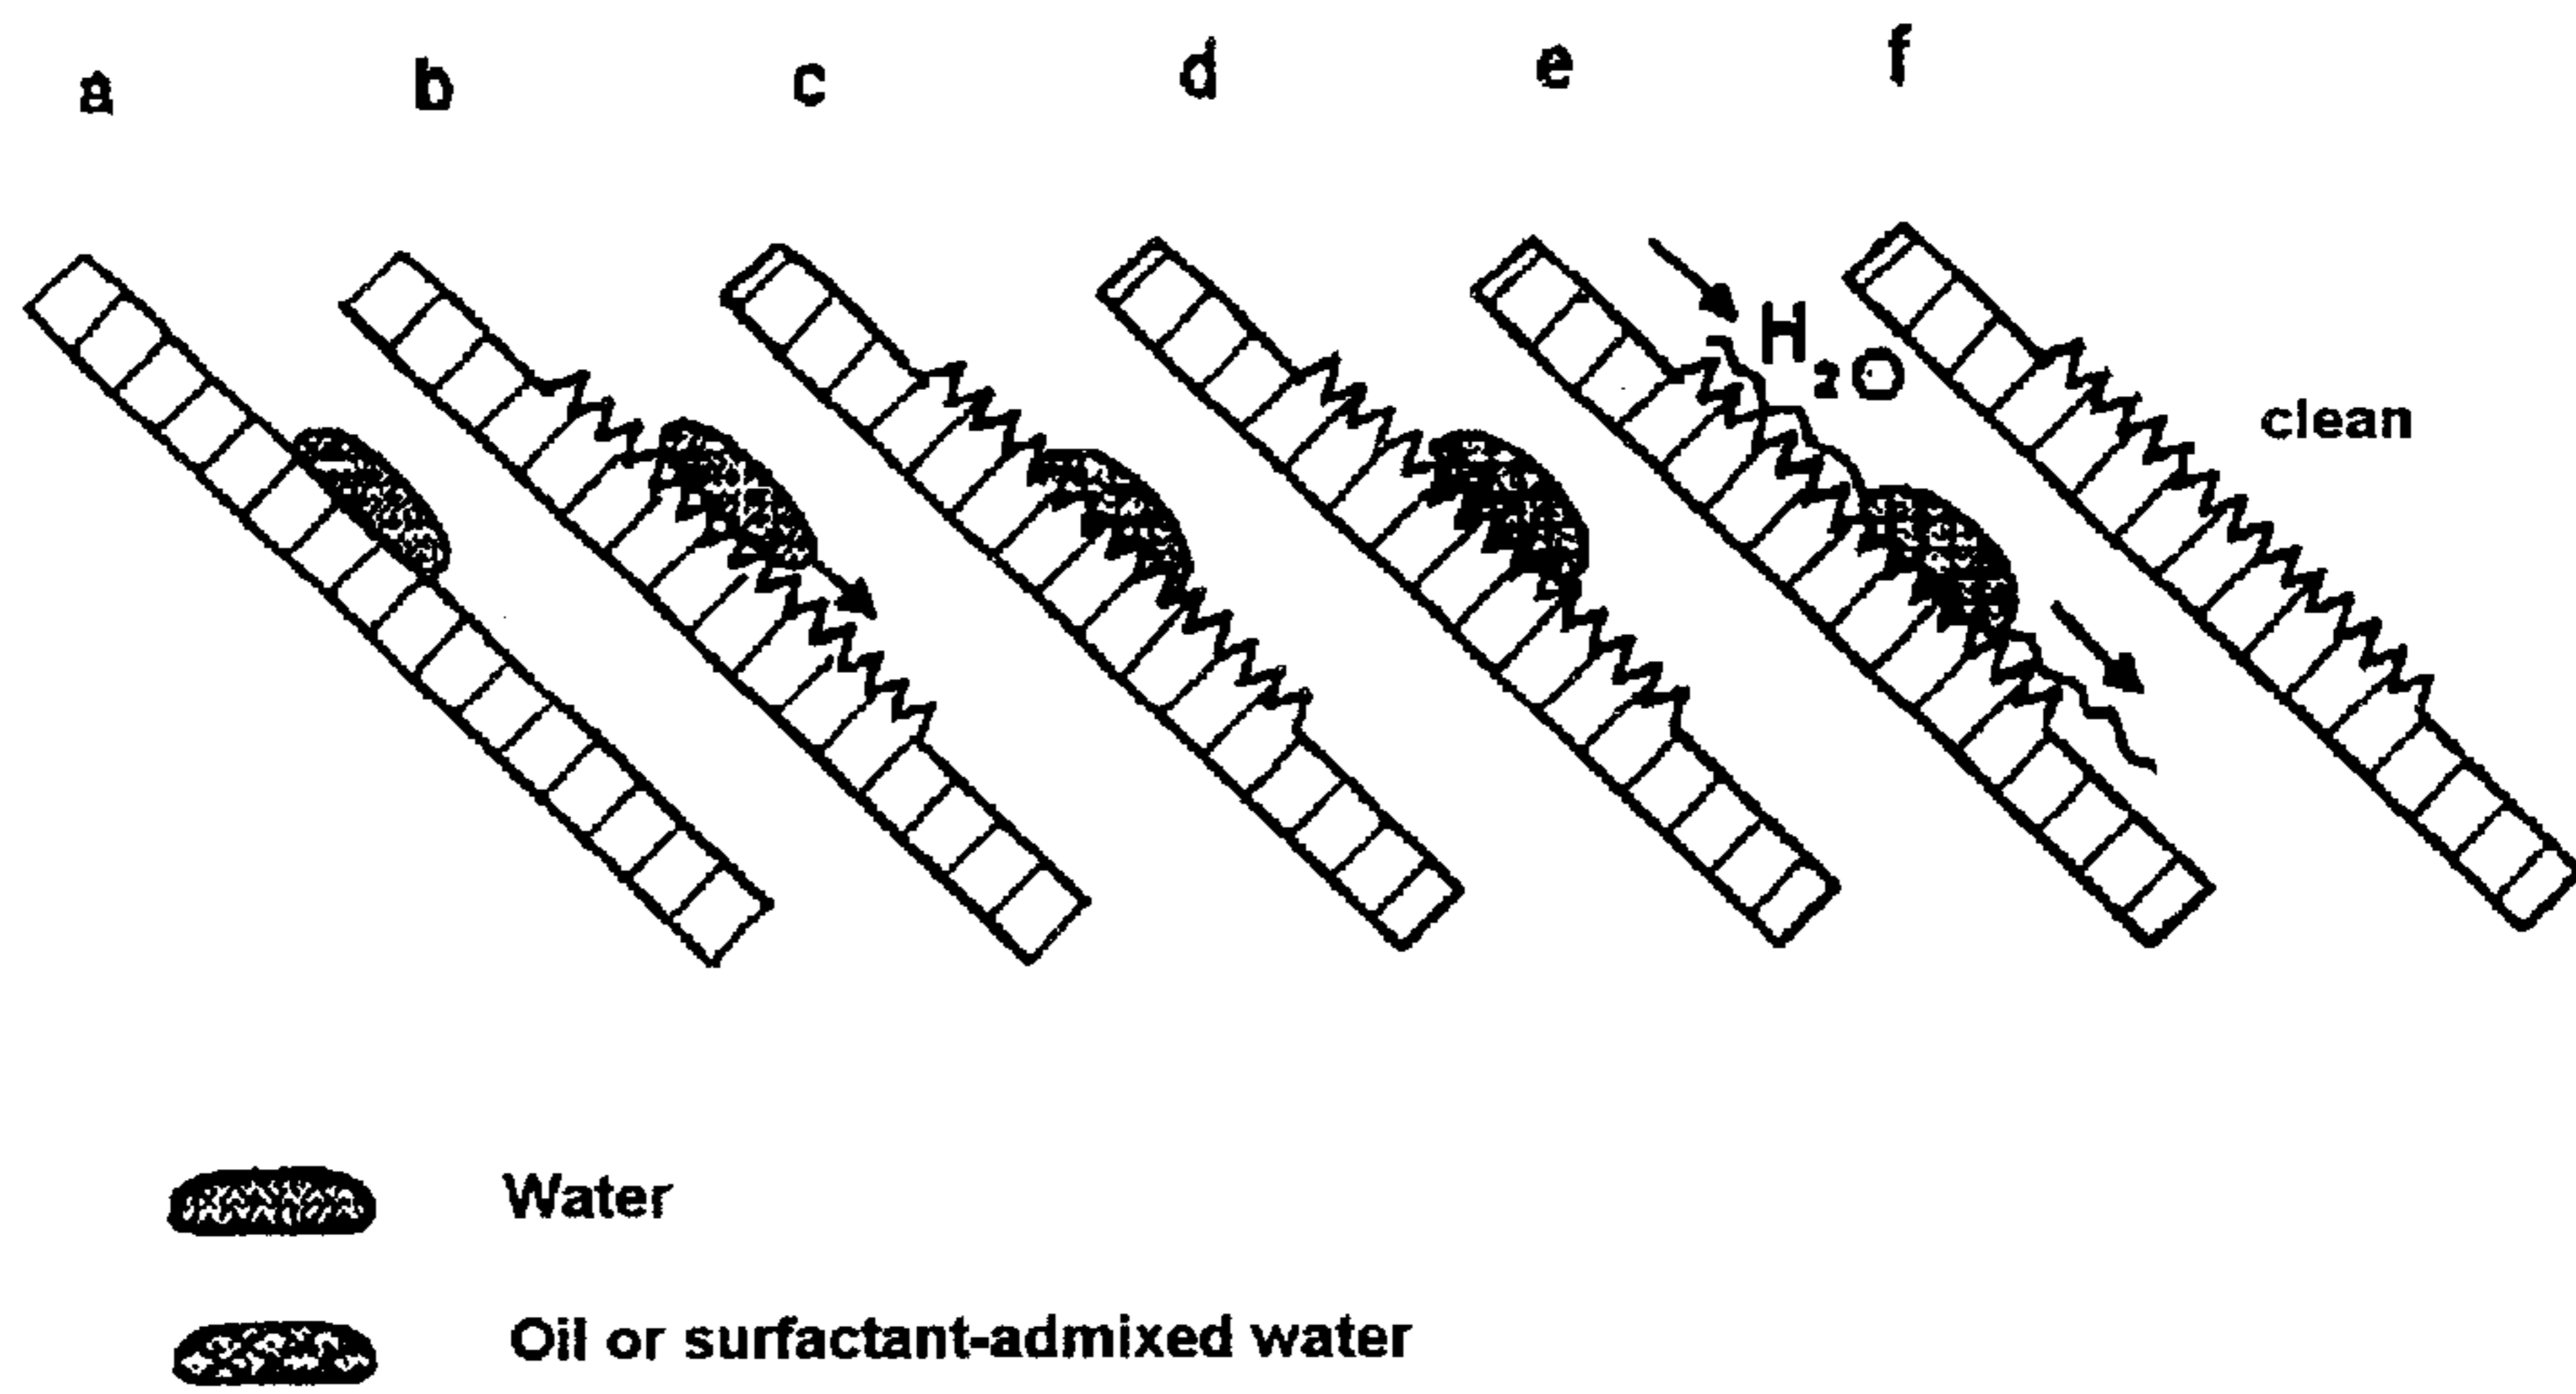 a b c d e f
H₂O
clean
Water
Oil or surfactant-admixed water